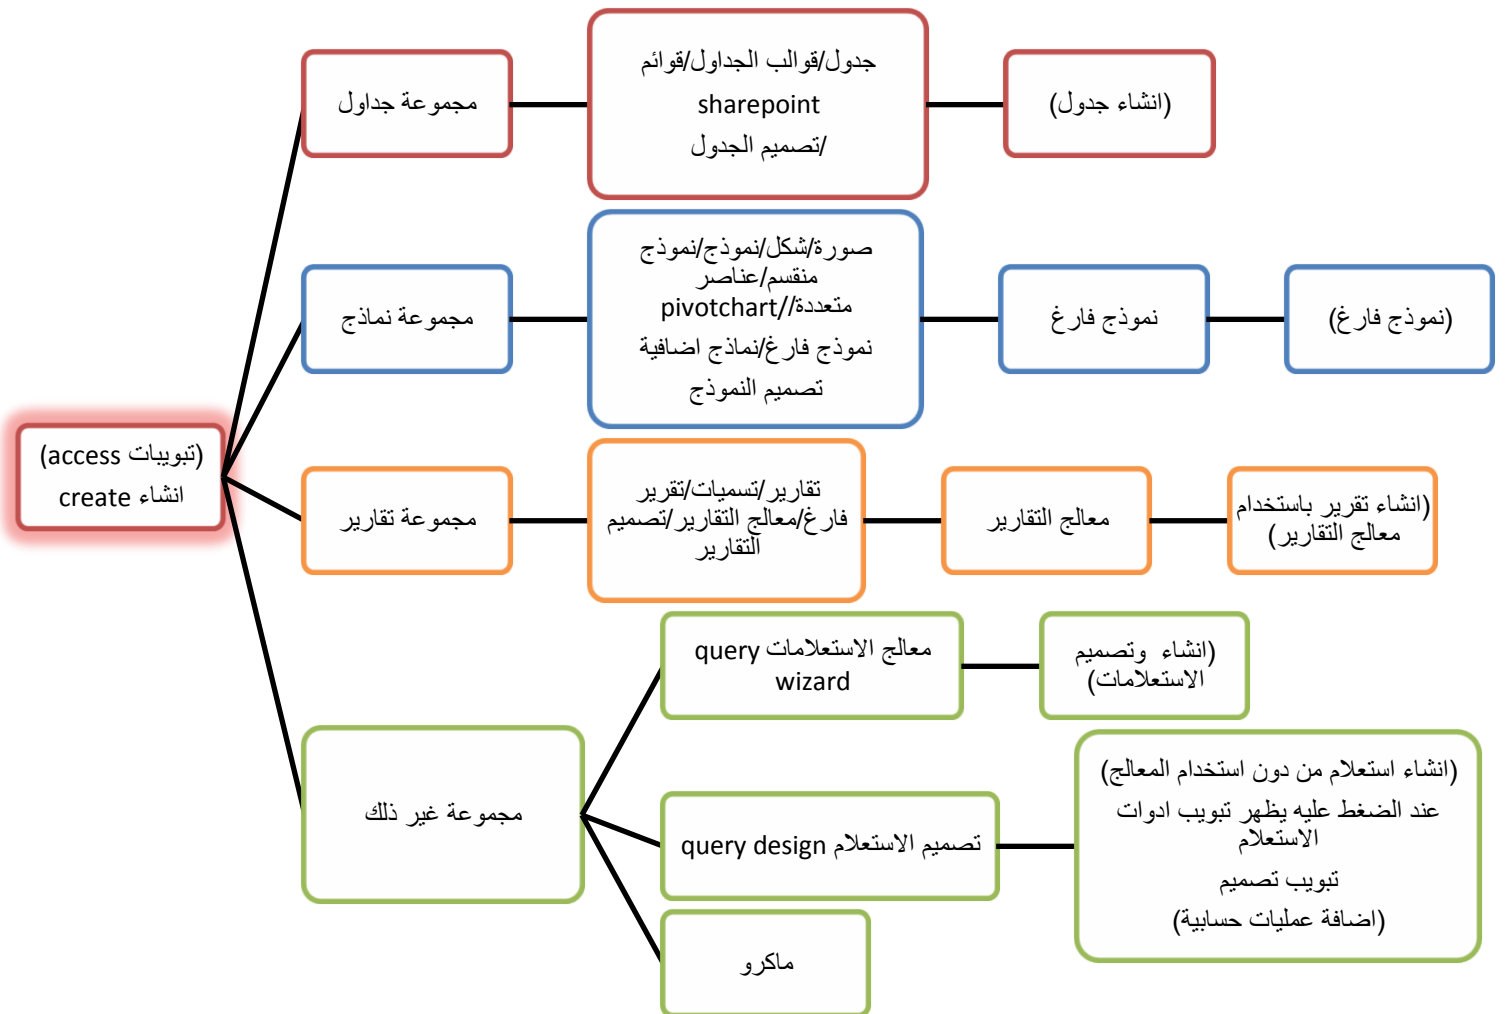 (تبويبات access)
انشاء create
مجموعة جداول
جدول/قوالب الجداول/قوائم
sharepoint
/تصميم الجدول
(انشاء جدول)
مجموعة نماذج
صورة/شكل/نموذج/نموذج
منقسم/عناصر
متعددة//pivotchart
نموذج فارغ/نماذج اضافية
تصميم النموذج
نموذج فارغ
(نموذج فارغ)
مجموعة تقارير
تقارير/تسميات/تقرير
فارغ/معالج التقارير/تصميم
التقارير
معالج التقارير
(انشاء تقرير باستخدام
معالج التقارير)
مجموعة غير ذلك
معالج الاستعلامات query
wizard
(انشاء وتصميم
الاستعلامات)
تصميم الاستعلام query design
(انشاء استعلام من دون استخدام المعالج)
عند الضغط عليه يظهر تبويب ادوات
الاستعلام
تبويب تصميم
(اضافة عمليات حسابية)
ماكرو